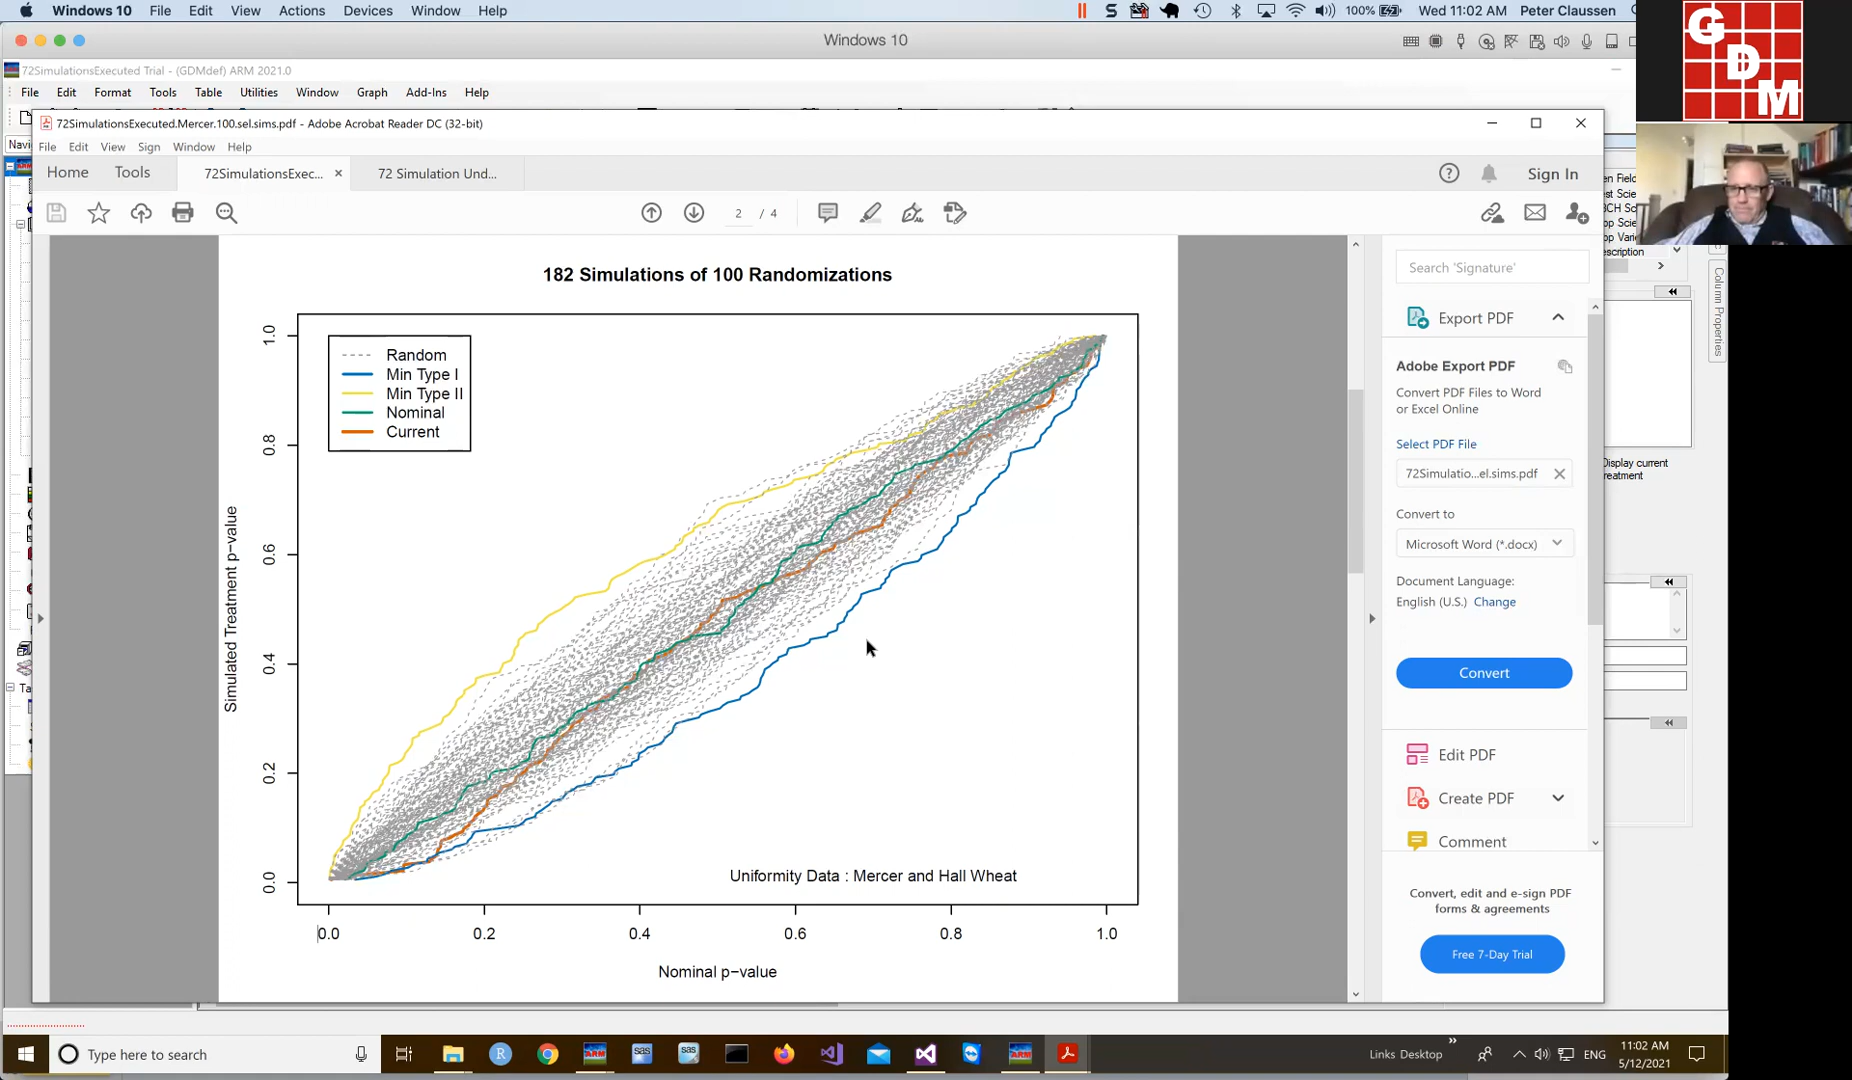 Windows 10 File Edit View Actions Devices Window Help
100% Wed 11:02 AM Peter Claussen
Windows 10
72SimulationsExecuted Trial - (GDMdef) ARM 2021.0
File Edit Format Tools Table Utilities Window Graph Add-Ins Help
72SimulationsExecuted.Mercer.100.sel.sims.pdf - Adobe Acrobat Reader DC (32-bit)
File Edit View Sign Window Help
Home Tools 72SimulationsExec... 72 Simulation Und... Sign In
2 / 4
182 Simulations of 100 Randomizations
Random
Min Type I
Min Type II
Nominal
Current
1.0
0.8
0.6
0.4
0.2
0.0
Simulated Treatment p−value
Uniformity Data : Mercer and Hall Wheat
0.0 0.2 0.4 0.6 0.8 1.0
Nominal p−value
Search 'Signature'
Export PDF
Adobe Export PDF
Convert PDF Files to Word
or Excel Online
Select PDF File
72Simulatio...el.sims.pdf
Convert to
Microsoft Word (*.docx)
Document Language:
English (U.S.) Change
Convert
Edit PDF
Create PDF
Comment
Convert, edit and e-sign PDF
forms & agreements
Free 7-Day Trial
Column Properties
Display current
GDM
Type here to search
Links Desktop
ENG
11:02 AM
5/12/2021